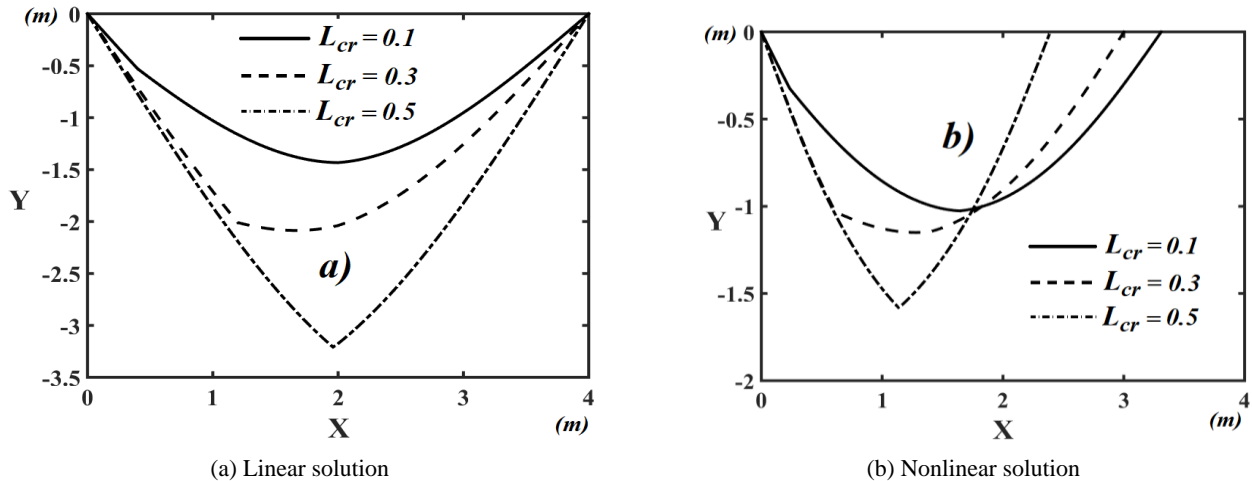 (m) 0
-0.5
-1
-1.5
-2
-2.5
-3
-3.5
Y
L_cr = 0.1
L_cr = 0.3
L_cr = 0.5
a)
0 1 2 3 4
X (m)
(a) Linear solution
(m) 0
-0.5
-1
-1.5
-2
Y
b)
L_cr = 0.1
L_cr = 0.3
L_cr = 0.5
0 1 2 3 4
X (m)
(b) Nonlinear solution